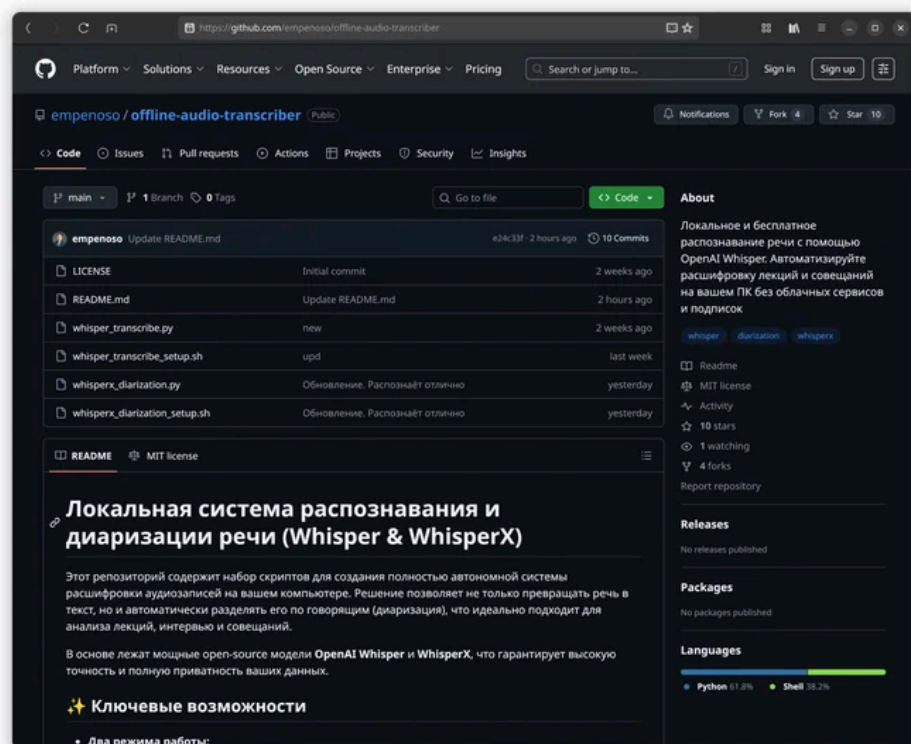 https://github.com/empenoso/offline-audio-transcriber
Platform Solutions Resources Open Source Enterprise Pricing Search or jump to... / Sign in Sign up
empenoso / offline-audio-transcriber Public Notifications Fork 4 Star 10
Code Issues Pull requests Actions Projects Security Insights
main 1 Branch 0 Tags Go to file Code
empenoso Update README.md e24c33f · 2 hours ago 10 Commits
LICENSE Initial commit 2 weeks ago
README.md Update README.md 2 hours ago
whisper_transcribe.py new 2 weeks ago
whisper_transcribe_setup.sh upd last week
whisperx_diarization.py Обновление. Распознаёт отлично yesterday
whisperx_diarization_setup.sh Обновление. Распознаёт отлично yesterday
README MIT license
Локальная система распознавания и
диаризации речи (Whisper & WhisperX)
Этот репозиторий содержит набор скриптов для создания полностью автономной системы
расшифровки аудиозаписей на вашем компьютере. Решение позволяет не только превращать речь в
текст, но и автоматически разделять его по говорящим (диаризация), что идеально подходит для
анализа лекций, интервью и совещаний.
В основе лежат мощные open-source модели OpenAI Whisper и WhisperX, что гарантирует высокую
точность и полную приватность ваших данных.
✨ Ключевые возможности
• Два режима работы:
About
Локальное и бесплатное
распознавание речи с помощью
OpenAI Whisper. Автоматизируйте
расшифровку лекций и совещаний
на вашем ПК без облачных сервисов
и подписок
whisper diarization whisperx
Readme
MIT license
Activity
10 stars
1 watching
4 forks
Report repository
Releases
No releases published
Packages
No packages published
Languages
Python 61.8% Shell 38.2%